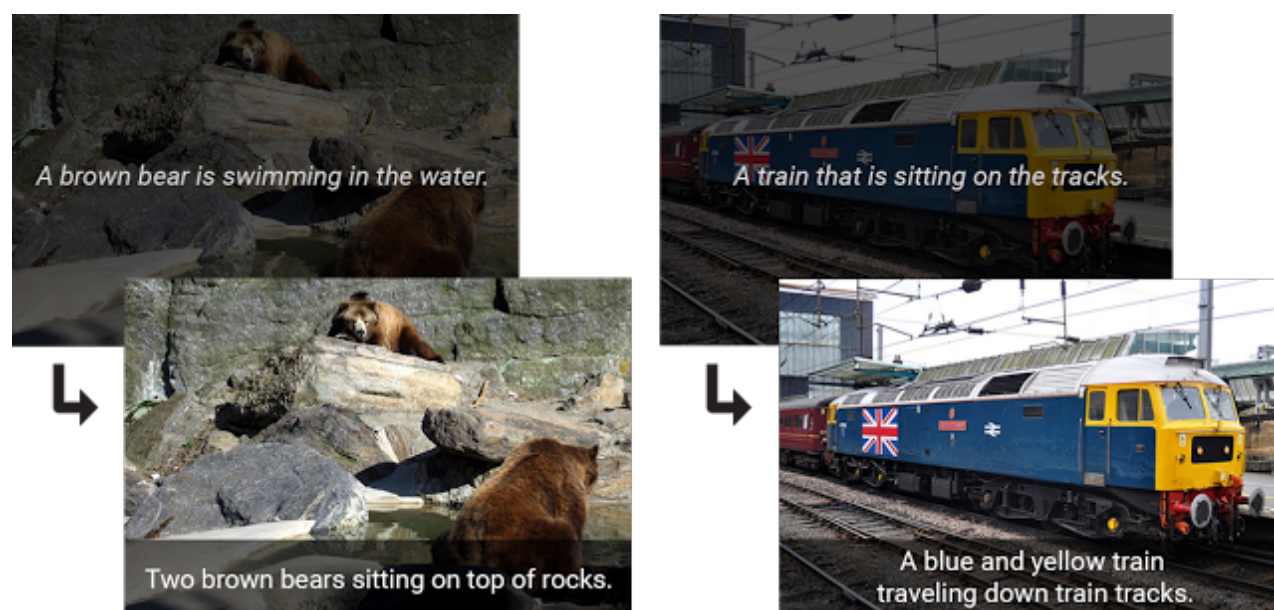 A brown bear is swimming in the water.
Two brown bears sitting on top of rocks.
A train that is sitting on the tracks.
A blue and yellow train
traveling down train tracks.